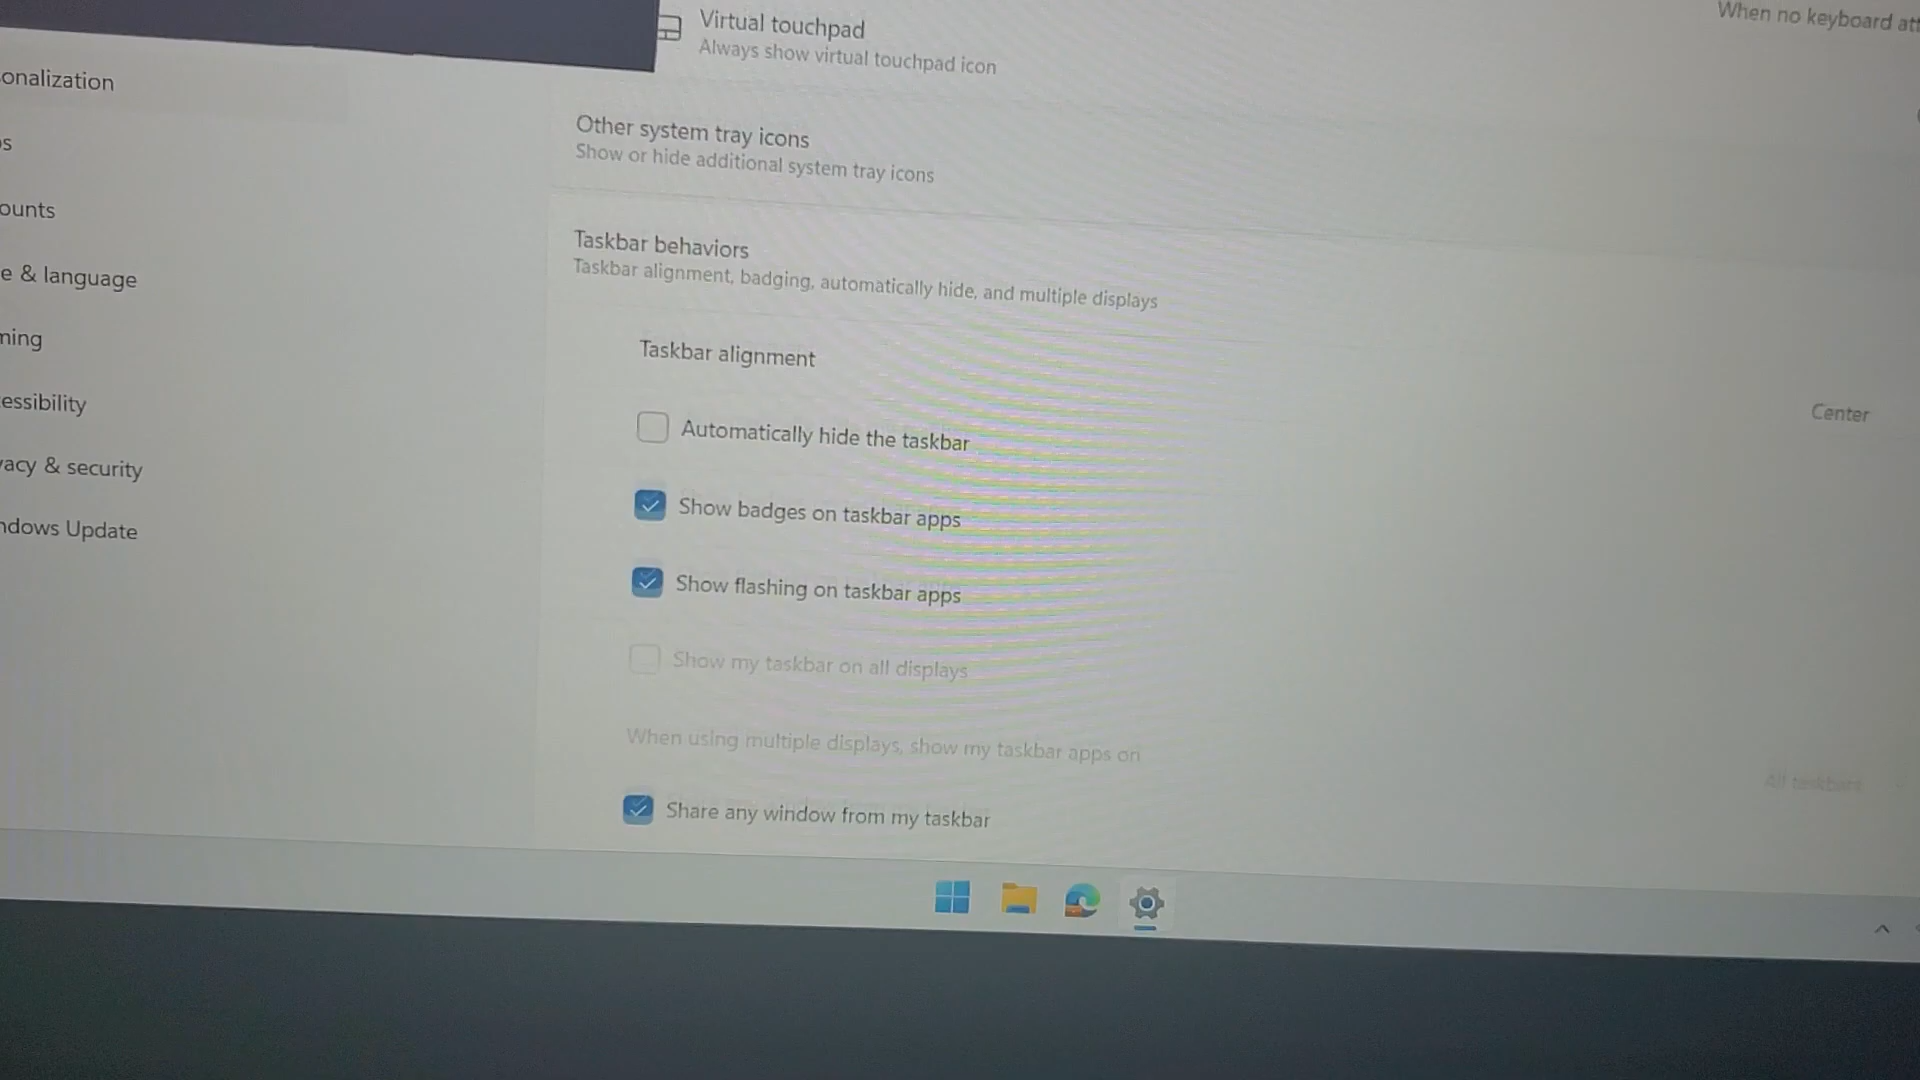 Virtual touchpad
Always show virtual touchpad icon
When no keyboard
onalization
Other system tray icons
Show or hide additional system tray icons
s
ounts
Taskbar behaviors
Taskbar alignment, badging, automatically hide, and multiple displays
e & language
ning
Taskbar alignment
Center
essibility
Automatically hide the taskbar
vacy & security
Show badges on taskbar apps
ndows Update
Show flashing on taskbar apps
Show my taskbar on all displays
When using multiple displays, show my taskbar apps on
All taskbars
Share any window from my taskbar